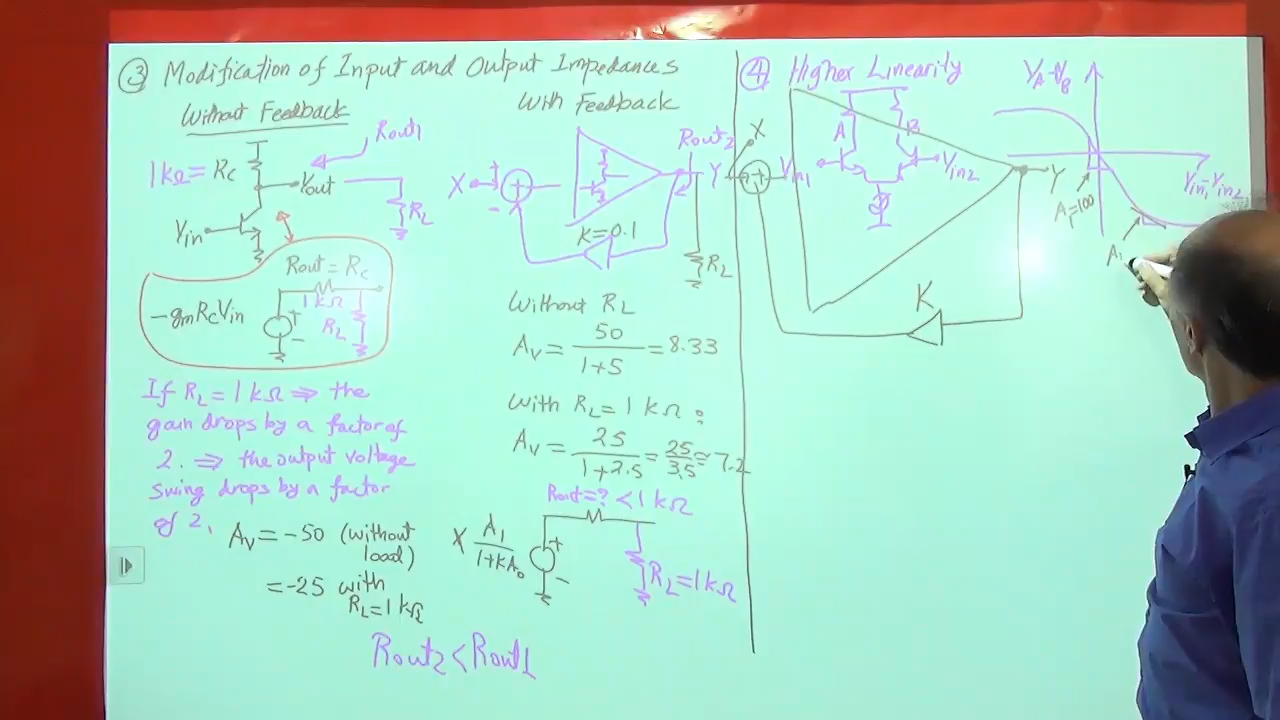 ③ Modification of Input and Output Impedances
Without Feedback
With Feedback
Rout1
1kΩ = Rc
Vout
RL
Vin
Rout = Rc
1kΩ
-gmRcVin
+
RL
-
If RL = 1kΩ ⇒ the
gain drops by a factor of
2. ⇒ the output voltage
swing drops by a factor
of 2.
Av = -50 (without load)
= -25 with
RL = 1kΩ
Rout2 < Rout1
Rout2
X
+
-
Y
K = 0.1
RL
Without RL
Av = 50 / 1+5 = 8.33
With RL = 1kΩ:
Av = 25 / 1+2.5 = 25 / 3.5 ≈ 7.2
Rout = ? < 1kΩ
X A1 / 1+KA0
+
-
RL = 1kΩ
④ Higher Linearity
X
+
Vin1
A
B
Vin2
Y
K
VA-VB
Vin1-Vin2
A1=100
A1